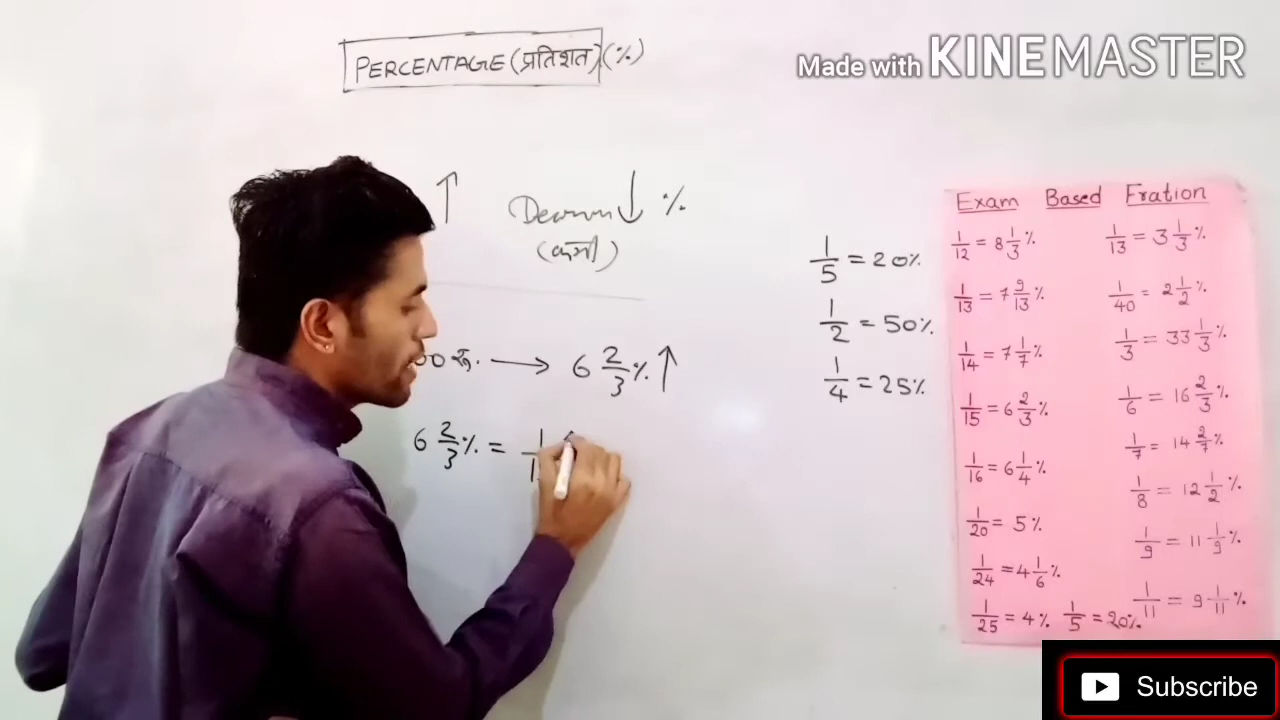 PERCENTAGE (प्रतिशत) (%)
Made with KINEMASTER
↑ ↓ %
(कमी)
00 रु. → 6 2/3 % ↑
6 2/3 % = 1/1
1/5 = 20%
1/2 = 50%
1/4 = 25%
Exam Based Fration
1/12 = 8 1/3 %
1/13 = 7 9/13 %
1/14 = 7 1/7 %
1/15 = 6 2/3 %
1/16 = 6 1/4 %
1/20 = 5%
1/24 = 4 1/6 %
1/25 = 4% 1/5 = 20%
1/13 = 3 1/3 %
1/40 = 2 1/2 %
1/3 = 33 1/3 %
1/6 = 16 2/3 %
1/7 = 14 2/7 %
1/8 = 12 1/2 %
1/9 = 11 1/9 %
1/11 = 9 1/11 %
Subscribe